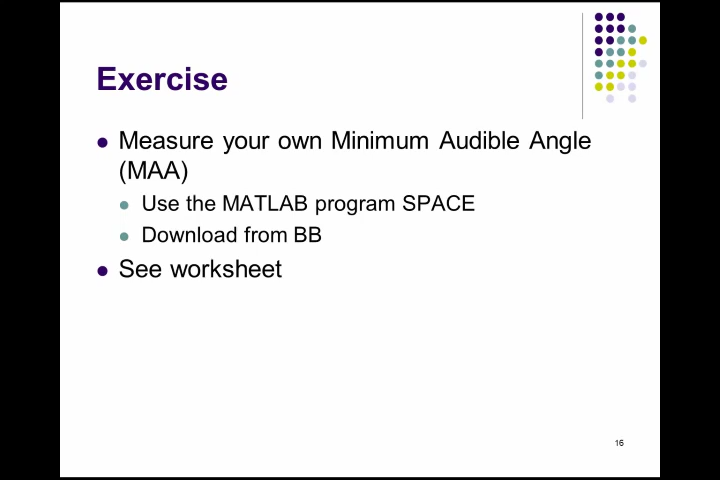 Exercise
Measure your own Minimum Audible Angle
(MAA)
Use the MATLAB program SPACE
Download from BB
See worksheet
16